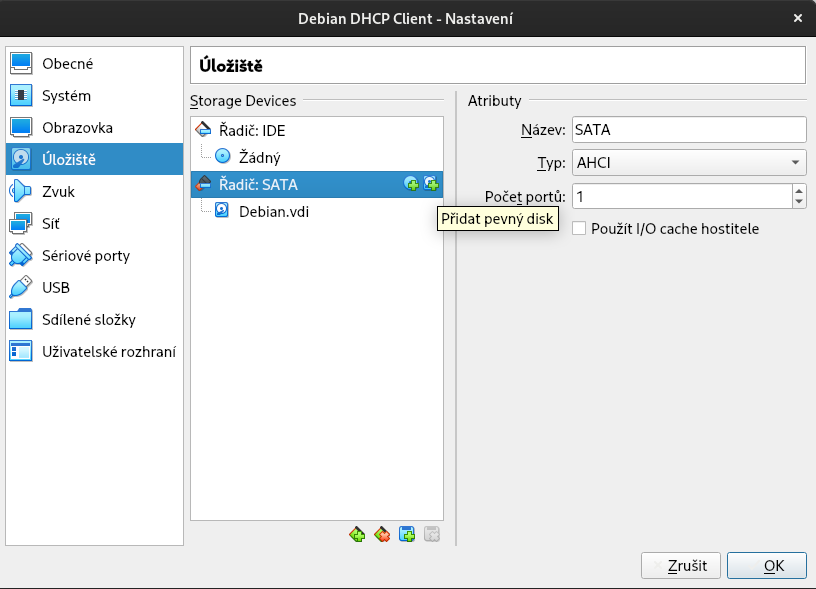 Debian DHCP Client - Nastavení
Obecné
Systém
Obrazovka
Úložiště
Zvuk
Síť
Sériové porty
USB
Sdílené složky
Uživatelské rozhraní
Úložiště
Storage Devices
Řadič: IDE
Žádný
Řadič: SATA
Debian.vdi
Atributy
Název: SATA
Typ: AHCI
Počet portů: 1
Přidat pevný disk
Použít I/O cache hostitele
Zrušit
OK